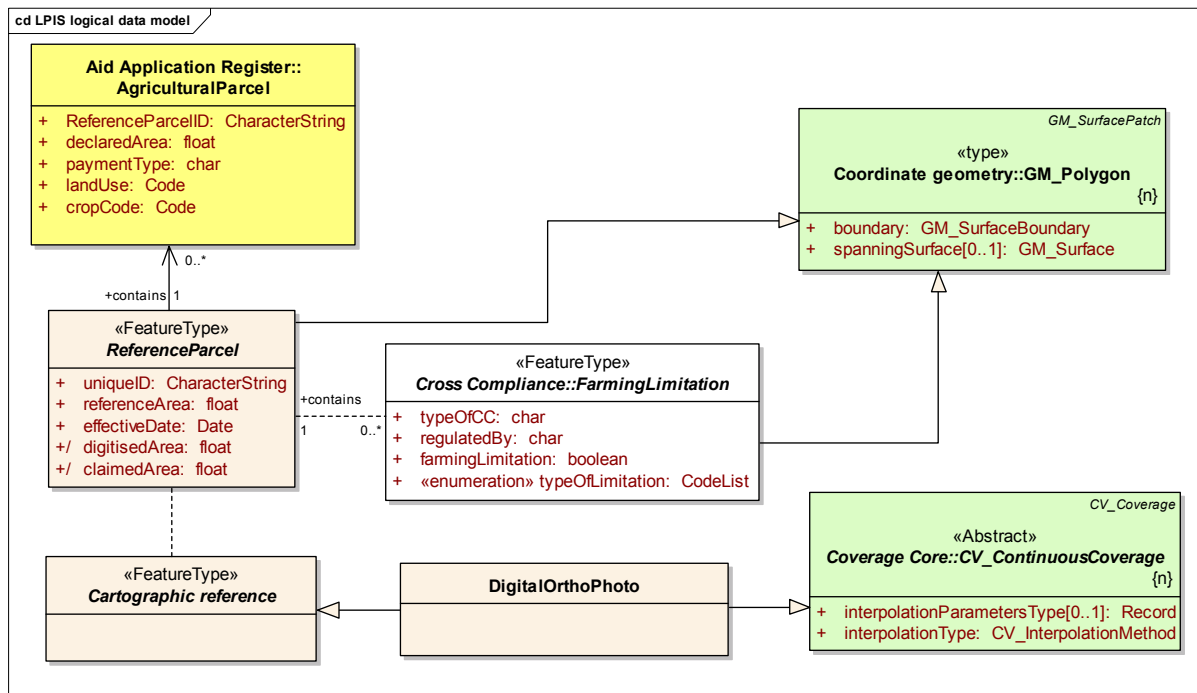 cd LPIS logical data model
Aid Application Register::
AgriculturalParcel
+ ReferenceParcelID: CharacterString
+ declaredArea: float
+ paymentType: char
+ landUse: Code
+ cropCode: Code
GM_SurfacePatch
«type»
Coordinate geometry::GM_Polygon
{n}
+ boundary: GM_SurfaceBoundary
+ spanningSurface[0..1]: GM_Surface
0..*
+contains 1
«FeatureType»
ReferenceParcel
+ uniqueID: CharacterString
+ referenceArea: float
+ effectiveDate: Date
+/ digitisedArea: float
+/ claimedArea: float
+contains
1 0..*
«FeatureType»
Cross Compliance::FarmingLimitation
+ typeOfCC: char
+ regulatedBy: char
+ farmingLimitation: boolean
+ «enumeration» typeOfLimitation: CodeList
CV_Coverage
«Abstract»
Coverage Core::CV_ContinuousCoverage
{n}
+ interpolationParametersType[0..1]: Record
+ interpolationType: CV_InterpolationMethod
«FeatureType»
Cartographic reference
DigitalOrthoPhoto